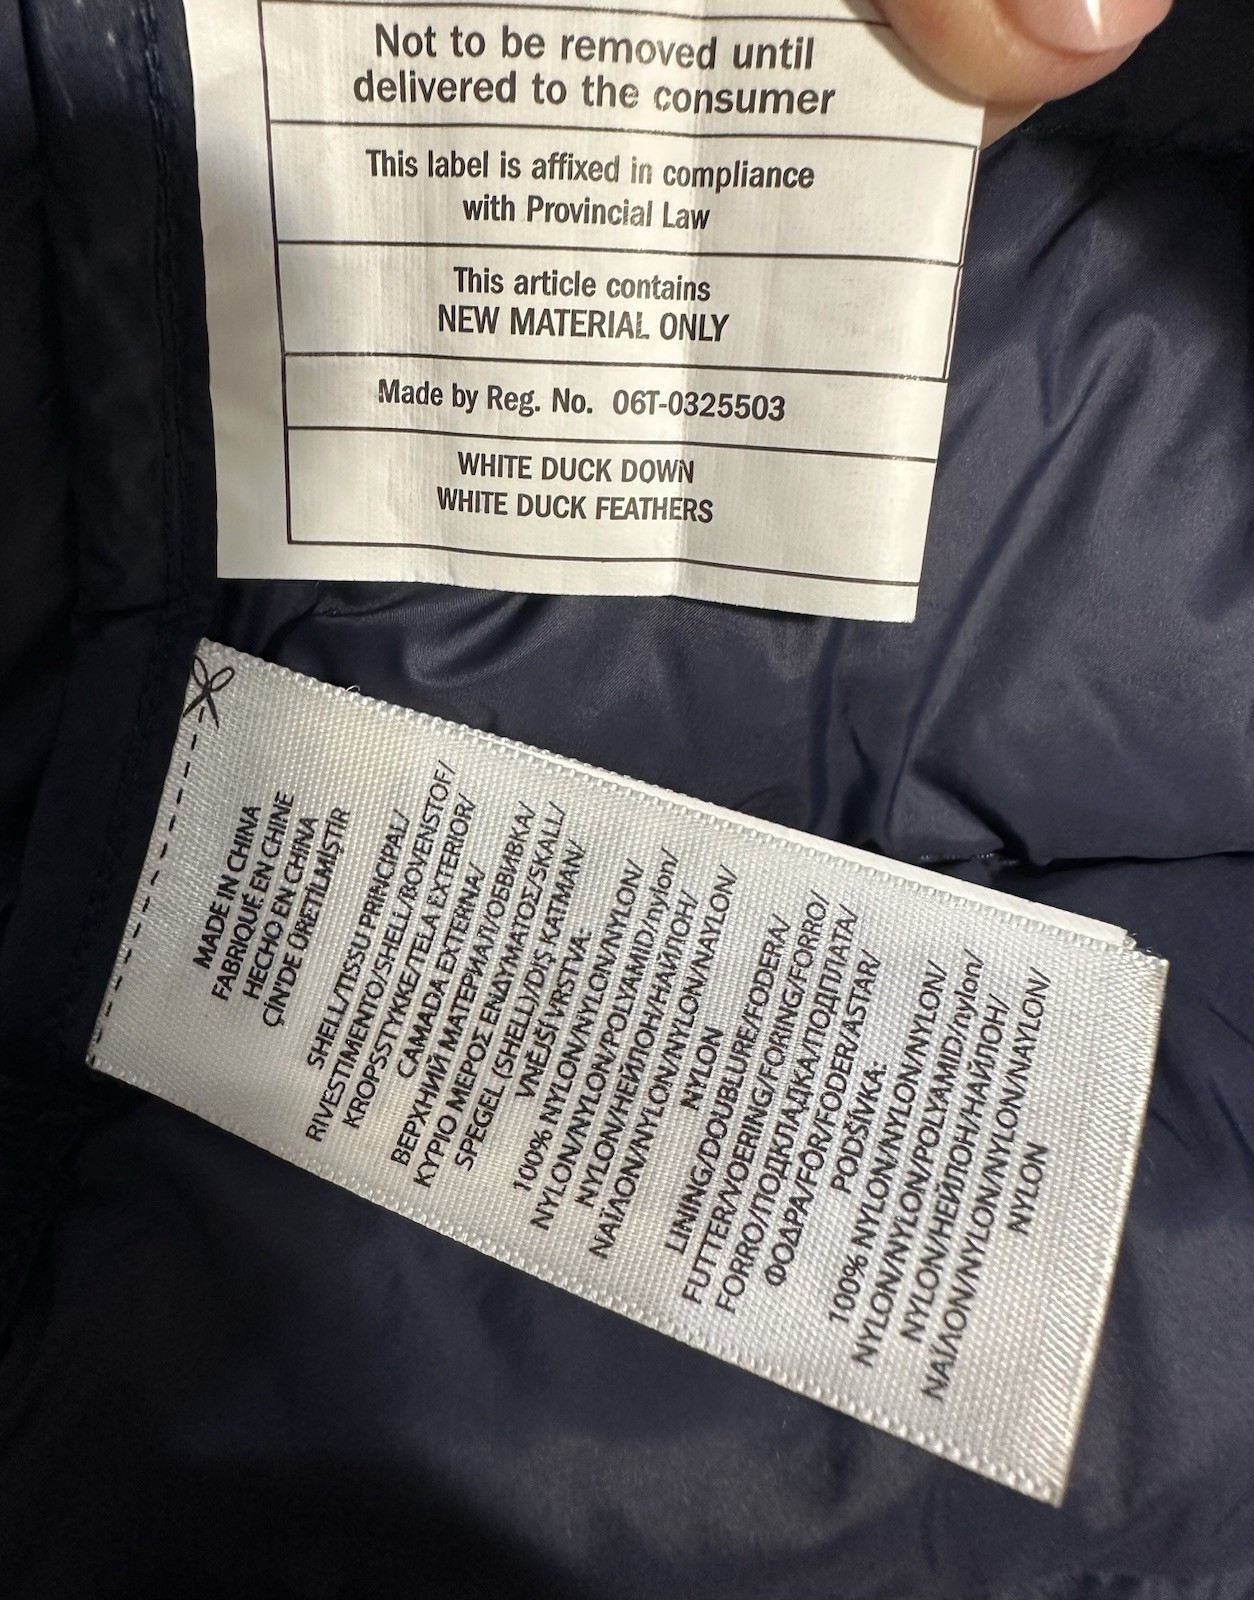 Not to be removed until
delivered to the consumer
This label is affixed in compliance
with Provincial Law
This article contains
NEW MATERIAL ONLY
Made by Reg. No. 06T-0325503
WHITE DUCK DOWN
WHITE DUCK FEATHERS
MADE IN CHINA
FABRIQUÉ EN CHINE
HECHO EN CHINA
ÇİN'DE ÜRETİLMİŞTİR
SHELL/TISSU PRINCIPAL/
RIVESTIMENTO/SHELL/BOVENSTOF/
KROPSSTYKKE/TELA EXTERIOR/
CAMADA EXTERNA/
ВЕРХНИЙ МАТЕРИАЛ/ОБВИВКА/
ΚΥΡΙΟ ΜΕΡΟΣ ΕΝΔΥΜΑΤΟΣ/SKALL/
SPEGEL (SHELL)/DIŞ KATMAN/
VNĚJŠÍ VRSTVA:
100% NYLON/NYLON/NYLON/
NYLON/NYLON/POLYAMID/nylon/
NYLON/НЕЙЛОН/НАЙЛОН/
ΝΑΪΛΟΝ/NYLON/NYLON/NAYLON/
NYLON
LINING/DOUBLURE/FODERA/
FUTTER/VOERING/FORING/FORRO/
FORRO/ПОДКЛАДКА/ПОДПЛАТА/
ΦΟΔΡΑ/FÔR/FODER/ASTAR/
PODŠÍVKA:
100% NYLON/NYLON/NYLON/
NYLON/NYLON/POLYAMID/nylon/
NYLON/НЕЙЛОН/НАЙЛОН/
ΝΑΪΛΟΝ/NYLON/NYLON/NAYLON/
NYLON